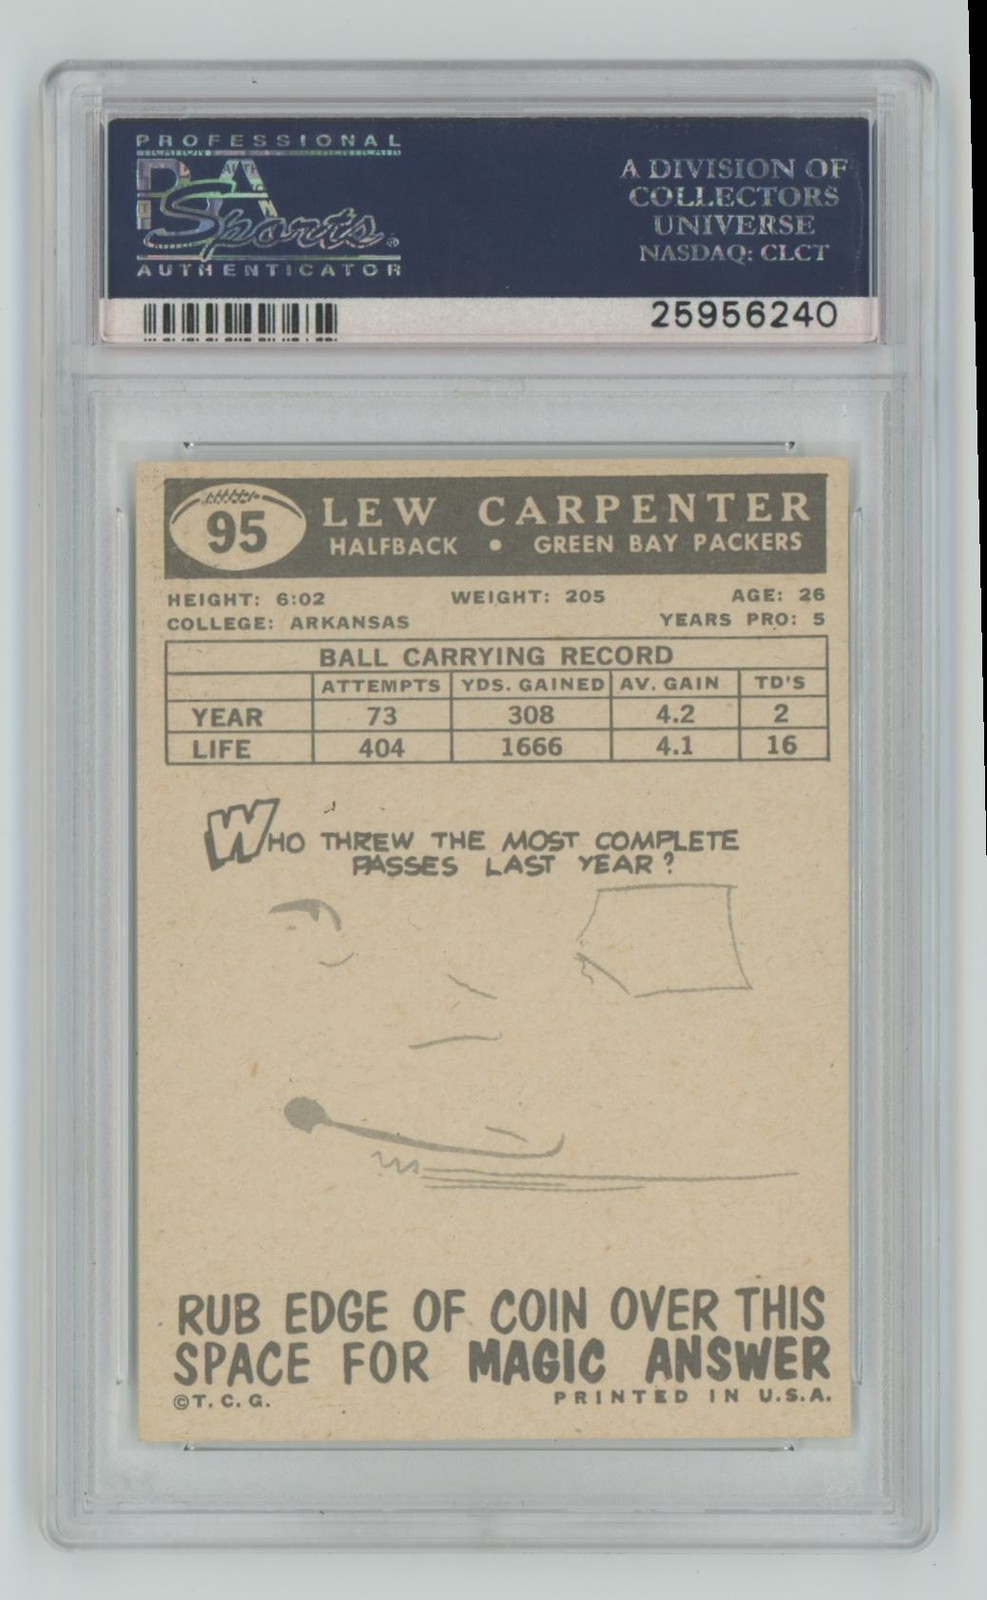 PROFESSIONAL
PSA
Sports®
AUTHENTICATOR
A DIVISION OF
COLLECTORS
UNIVERSE
NASDAQ: CLCT
25956240
95
LEW CARPENTER
HALFBACK • GREEN BAY PACKERS
HEIGHT: 6:02 WEIGHT: 205 AGE: 26
COLLEGE: ARKANSAS YEARS PRO: 5
BALL CARRYING RECORD
ATTEMPTS YDS. GAINED AV. GAIN TD'S
YEAR 73 308 4.2 2
LIFE 404 1666 4.1 16
WHO THREW THE MOST COMPLETE
PASSES LAST YEAR?
RUB EDGE OF COIN OVER THIS
SPACE FOR MAGIC ANSWER
©T. C. G. PRINTED IN U.S.A.